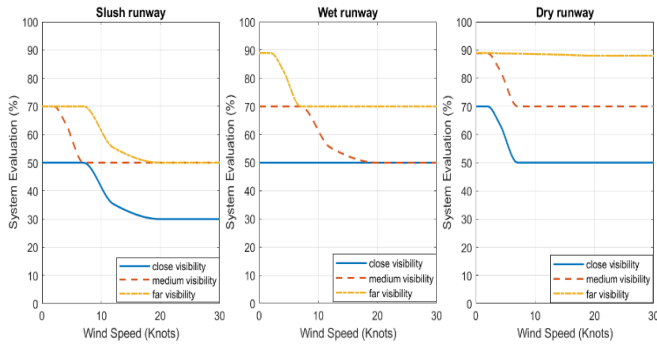 Slush runway
100
90
80
70
60
50
40
30
20
10
0
System Evaluation (%)
close visibility
medium visibility
far visibility
0 10 20 30
Wind Speed (Knots)
Wet runway
100
90
80
70
60
50
40
30
20
10
0
System Evaluation (%)
close visibility
medium visibility
far visibility
0 10 20 30
Wind Speed (Knots)
Dry runway
100
90
80
70
60
50
40
30
20
10
0
System Evaluation (%)
close visibility
medium visibility
far visibility
0 10 20 30
Wind Speed (Knots)